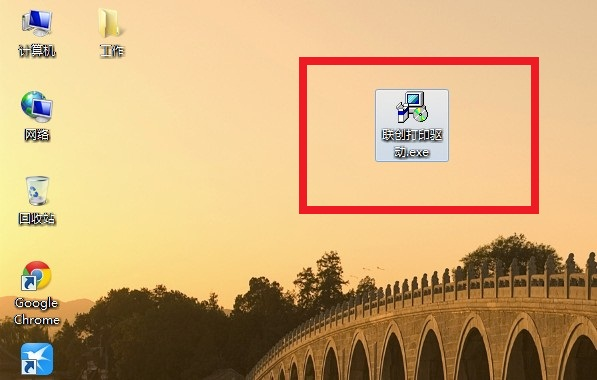 计算机
工作
联创打印驱
动.exe
网络
回收站
Google
Chrome